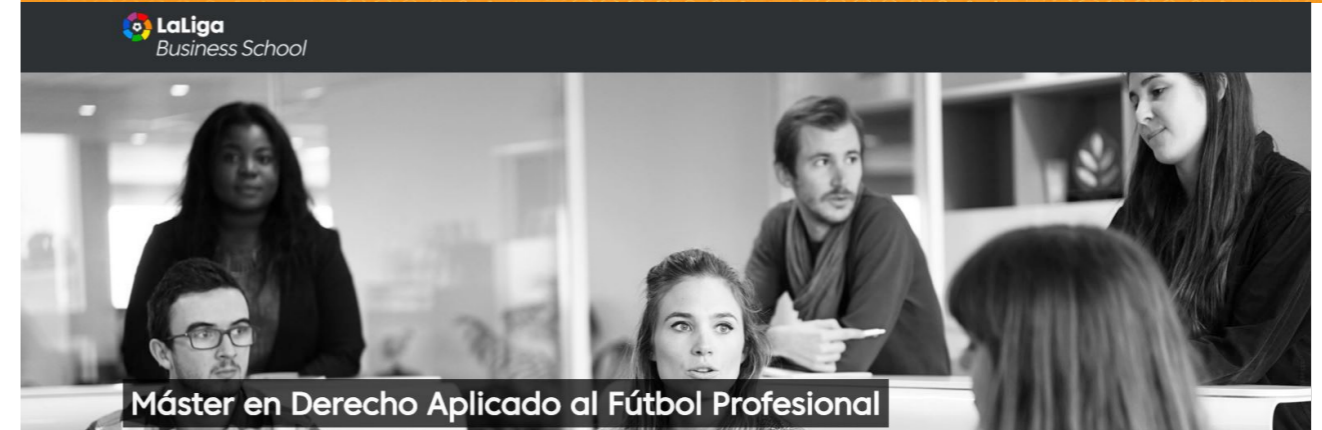 LaLiga
Business School
Máster en Derecho Aplicado al Fútbol Profesional